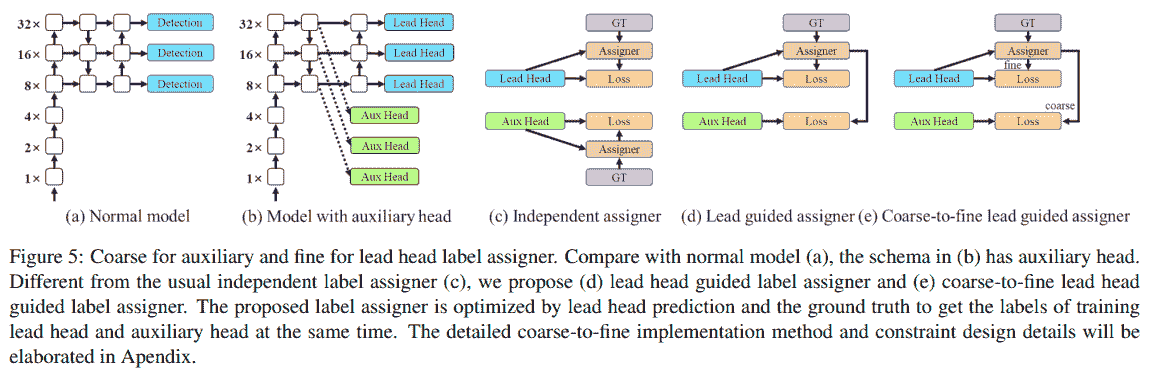 32× Detection
16× Detection
8× Detection
4×
2×
1×
(a) Normal model
32× Lead Head
16× Lead Head
8× Lead Head
4× Aux Head
2× Aux Head
1× Aux Head
(b) Model with auxiliary head
GT
Assigner
Lead Head Loss
Aux Head Loss
Assigner
GT
(c) Independent assigner
GT
Assigner
Lead Head Loss
Aux Head Loss
(d) Lead guided assigner
GT
Assigner
fine
Lead Head Loss
coarse
Aux Head Loss
(e) Coarse-to-fine lead guided assigner
Figure 5: Coarse for auxiliary and fine for lead head label assigner. Compare with normal model (a), the schema in (b) has auxiliary head.
Different from the usual independent label assigner (c), we propose (d) lead head guided label assigner and (e) coarse-to-fine lead head
guided label assigner. The proposed label assigner is optimized by lead head prediction and the ground truth to get the labels of training
lead head and auxiliary head at the same time. The detailed coarse-to-fine implementation method and constraint design details will be
elaborated in Apendix.